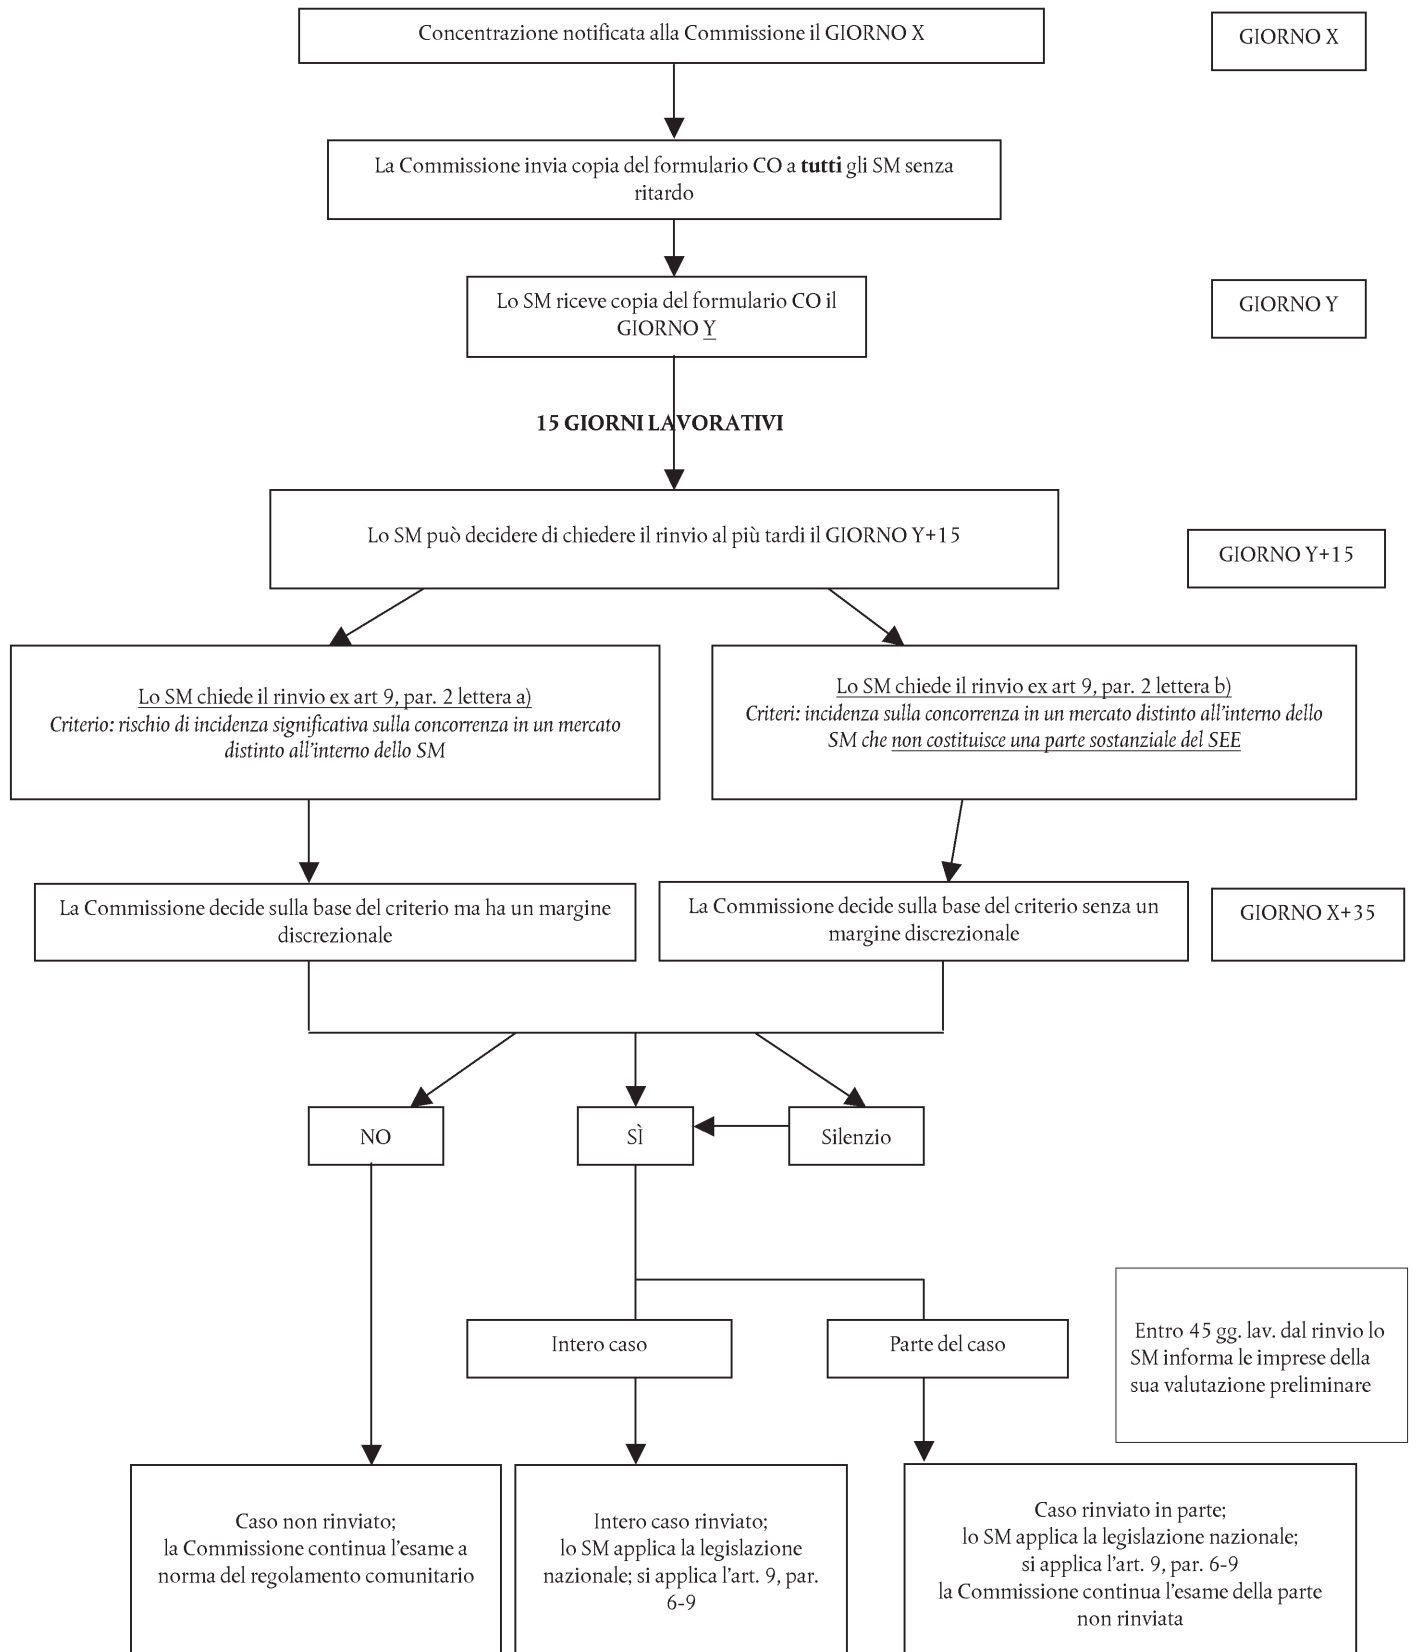 Concentrazione notificata alla Commissione il GIORNO X
GIORNO X
La Commissione invia copia del formulario CO a tutti gli SM senza
ritardo
Lo SM riceve copia del formulario CO il
GIORNO Y
GIORNO Y
15 GIORNI LAVORATIVI
Lo SM può decidere di chiedere il rinvio al più tardi il GIORNO Y+15
GIORNO Y+15
Lo SM chiede il rinvio ex art 9, par. 2 lettera a)
Criterio: rischio di incidenza significativa sulla concorrenza in un mercato
distinto all'interno dello SM
Lo SM chiede il rinvio ex art 9, par. 2 lettera b)
Criteri: incidenza sulla concorrenza in un mercato distinto all'interno dello
SM che non costituisce una parte sostanziale del SEE
La Commissione decide sulla base del criterio ma ha un margine
discrezionale
La Commissione decide sulla base del criterio senza un
margine discrezionale
GIORNO X+35
NO
SÌ
Silenzio
Intero caso
Parte del caso
Entro 45 gg. lav. dal rinvio lo
SM informa le imprese della
sua valutazione preliminare
Caso non rinviato;
la Commissione continua l'esame a
norma del regolamento comunitario
Intero caso rinviato;
lo SM applica la legislazione
nazionale; si applica l'art. 9, par.
6-9
Caso rinviato in parte;
lo SM applica la legislazione nazionale;
si applica l'art. 9, par. 6-9
la Commissione continua l'esame della parte
non rinviata